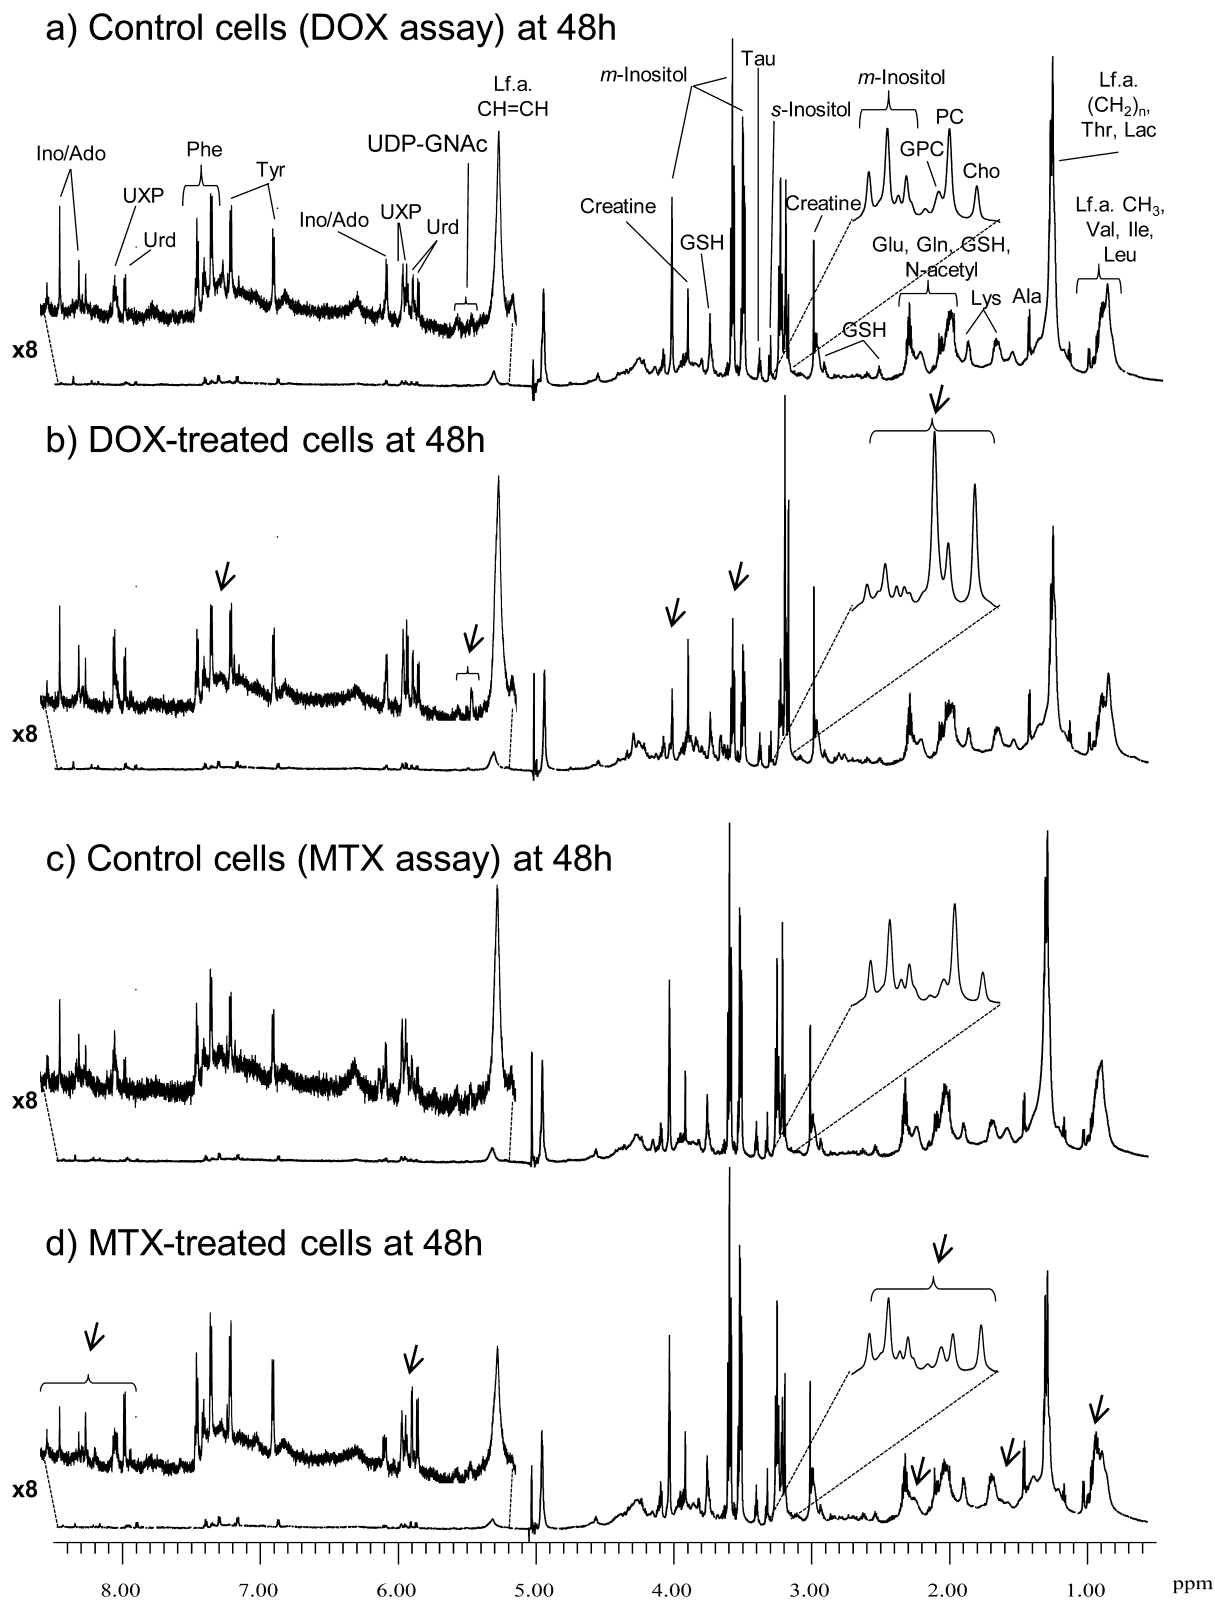 a) Control cells (DOX assay) at 48h
Lf.a.
CH=CH
UDP-GNAc
Ino/Ado
Phe
Tyr
UXP
Urd
Ino/Ado
UXP
Urd
m-Inositol
Tau
s-Inositol
m-Inositol
PC
GPC
Cho
Lf.a.
(CH2)n,
Thr, Lac
Creatine
GSH
Creatine
Glu, Gln, GSH,
N-acetyl
Lf.a. CH3,
Val, Ile,
Leu
Lys
Ala
GSH
x8
b) DOX-treated cells at 48h
x8
c) Control cells (MTX assay) at 48h
x8
d) MTX-treated cells at 48h
x8
8.00 7.00 6.00 5.00 4.00 3.00 2.00 1.00 ppm